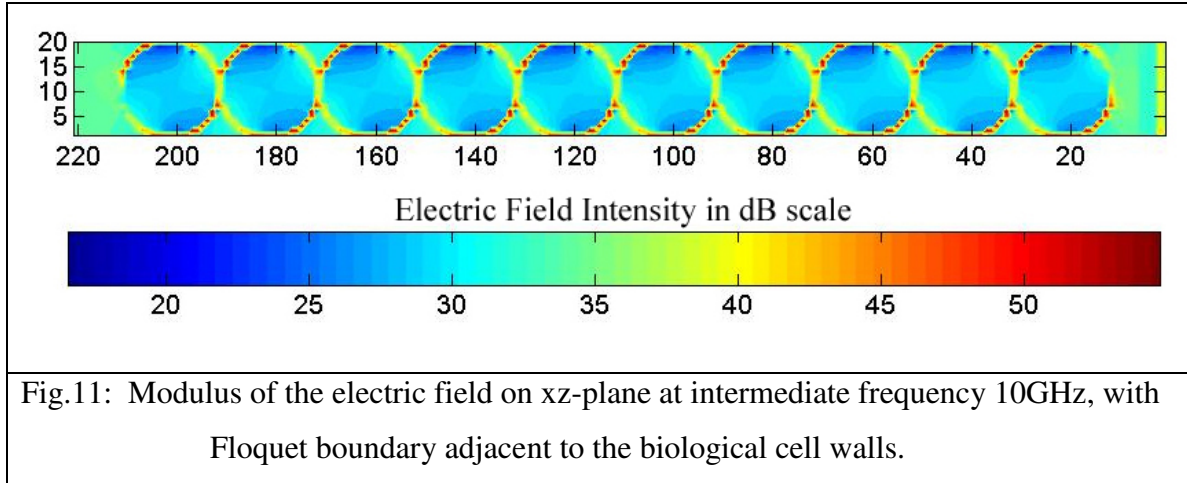 20
15
10
5
220 200 180 160 140 120 100 80 60 40 20
Electric Field Intensity in dB scale
20 25 30 35 40 45 50
Fig.11: Modulus of the electric field on xz-plane at intermediate frequency 10GHz, with
Floquet boundary adjacent to the biological cell walls.